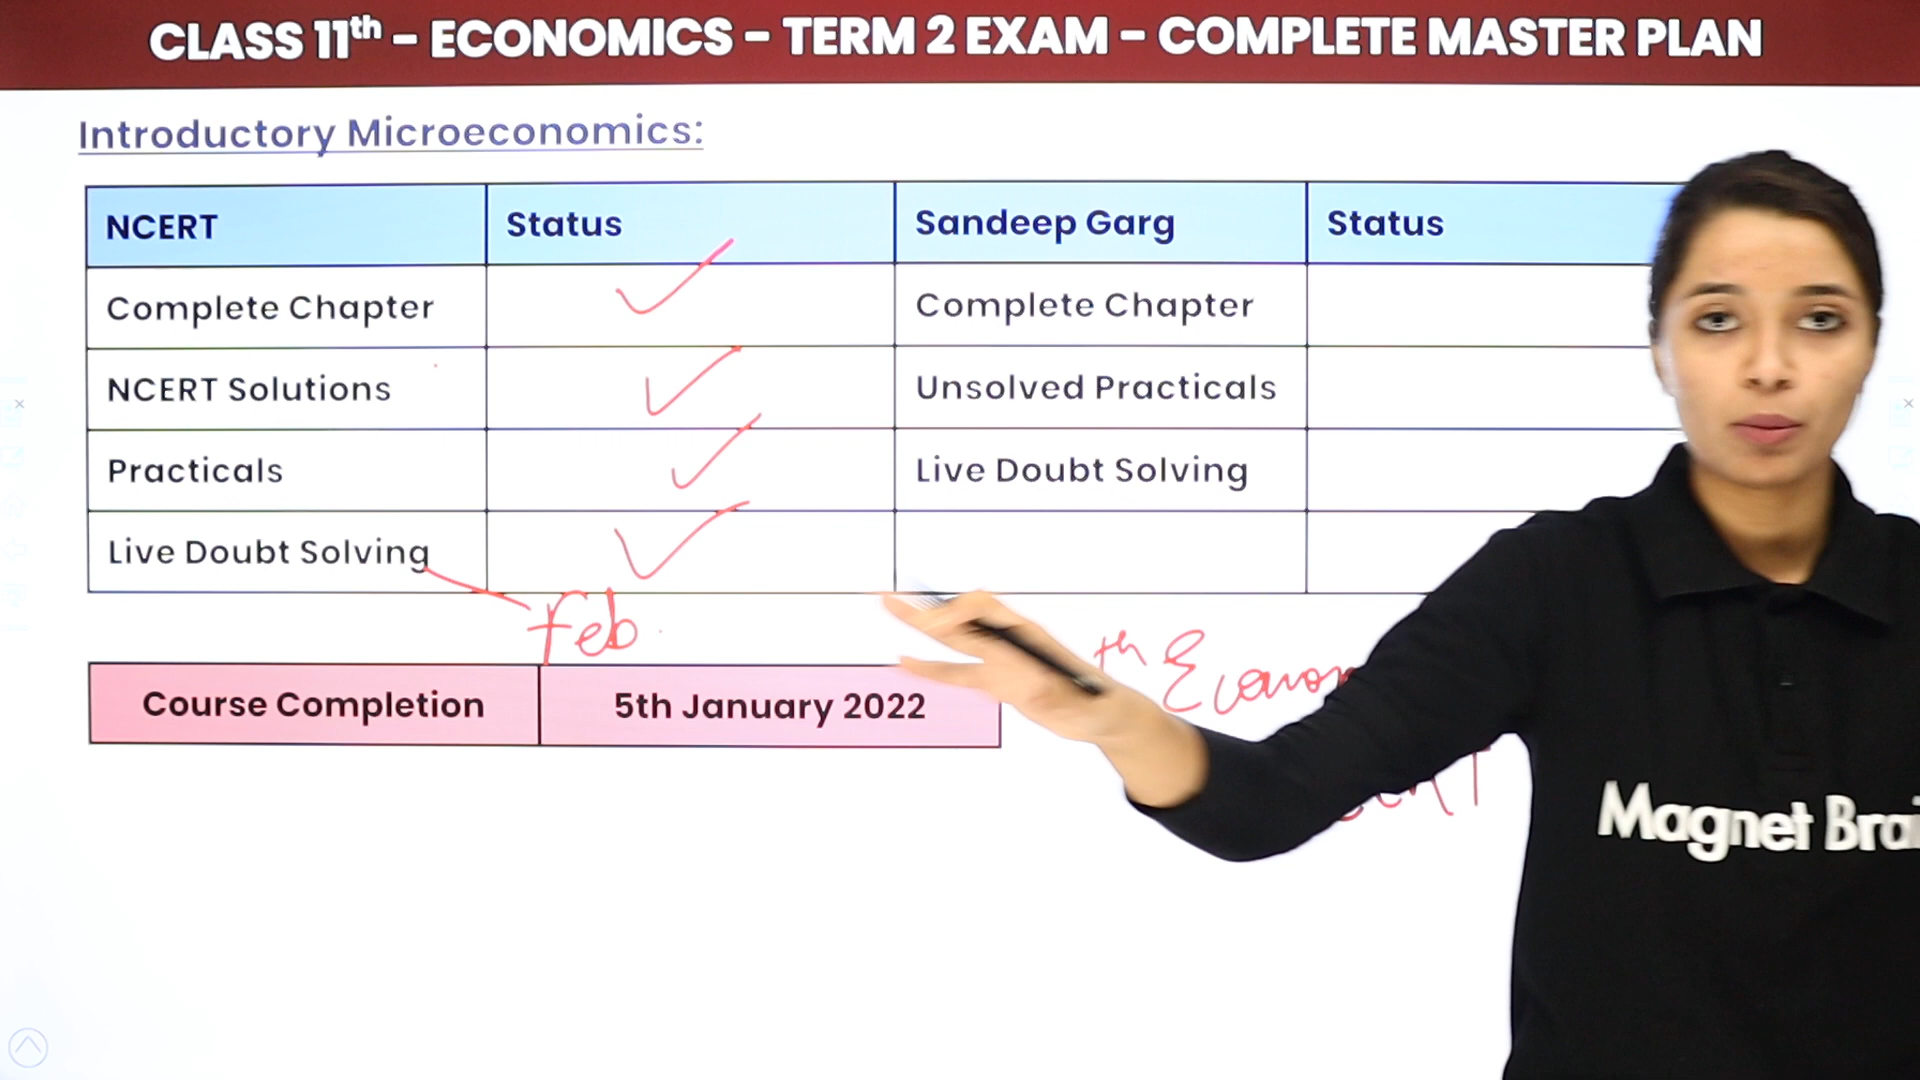 CLASS 11th – ECONOMICS – TERM 2 EXAM – COMPLETE MASTER PLAN
Introductory Microeconomics:
NCERT Status Sandeep Garg Status
Complete Chapter Complete Chapter
NCERT Solutions Unsolved Practicals
Practicals Live Doubt Solving
Live Doubt Solving
feb
th Econom
Course Completion 5th January 2022
Magnet Brai